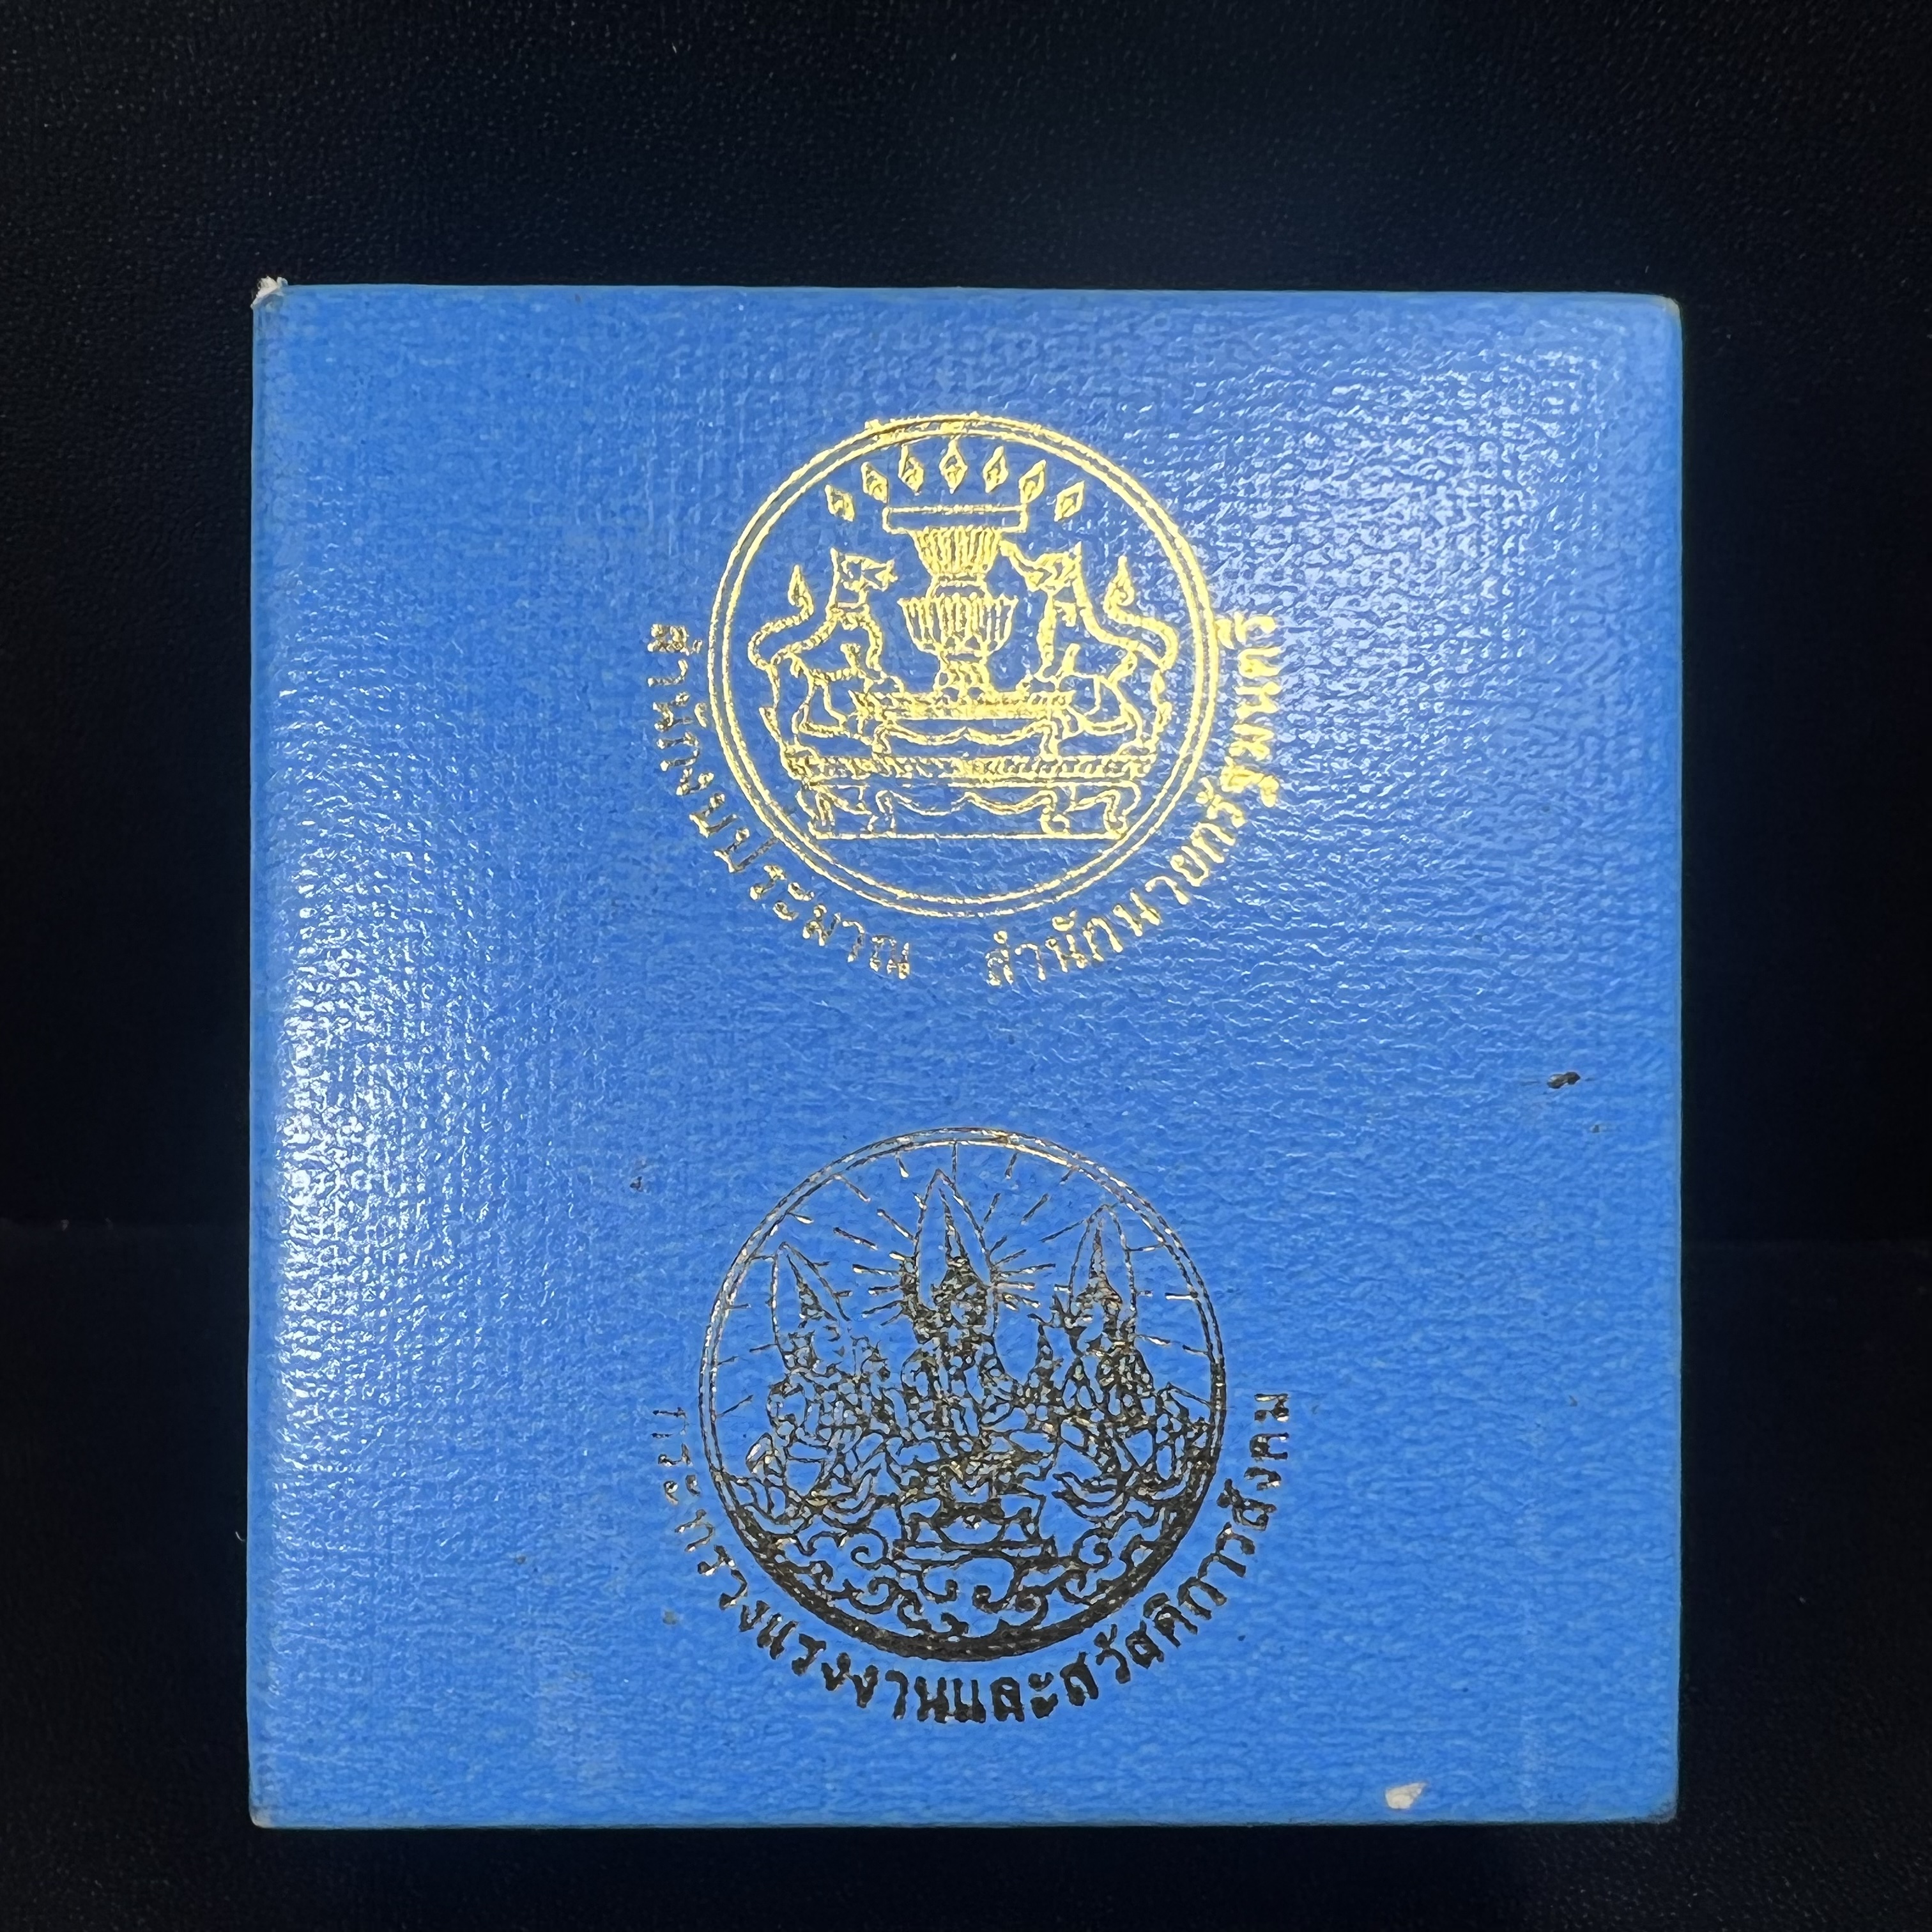 สำนักงบประมาณ สำนักนายกรัฐมนตรี
กระทรวงแรงงานและสวัสดิการสังคม